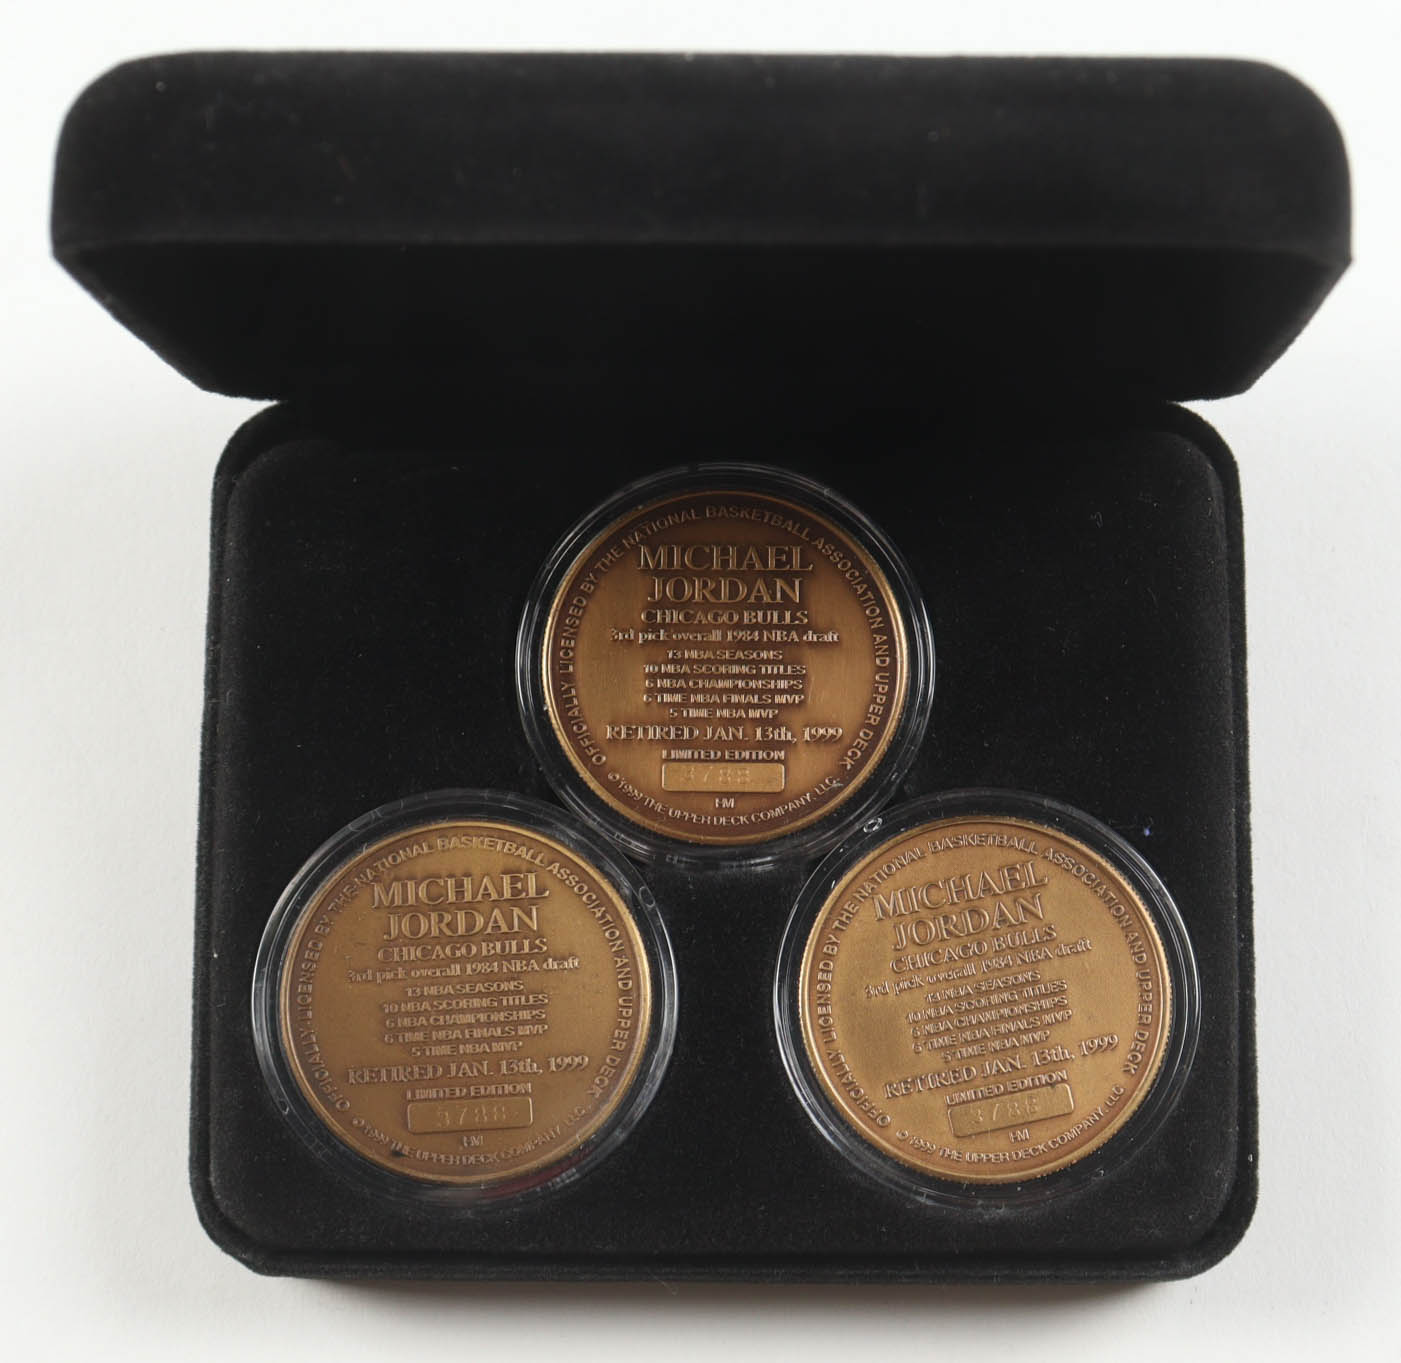 OFFICIALLY LICENSED BY THE NATIONAL BASKETBALL ASSOCIATION AND UPPER DECK
MICHAEL
JORDAN
CHICAGO BULLS
3rd pick overall 1984 NBA draft
13 NBA SEASONS
10 NBA SCORING TITLES
6 NBA CHAMPIONSHIPS
6 TIME NBA FINALS MVP
5 TIME NBA MVP
RETIRED JAN. 13th, 1999
LIMITED EDITION
3788
HM
©1999 THE UPPER DECK COMPANY, LLC.
OFFICIALLY LICENSED BY THE NATIONAL BASKETBALL ASSOCIATION AND UPPER DECK
MICHAEL
JORDAN
CHICAGO BULLS
3rd pick overall 1984 NBA draft
13 NBA SEASONS
10 NBA SCORING TITLES
6 NBA CHAMPIONSHIPS
6 TIME NBA FINALS MVP
5 TIME NBA MVP
RETIRED JAN. 13th, 1999
LIMITED EDITION
3788
HM
©1999 THE UPPER DECK COMPANY, LLC.
OFFICIALLY LICENSED BY THE NATIONAL BASKETBALL ASSOCIATION AND UPPER DECK
MICHAEL
JORDAN
CHICAGO BULLS
3rd pick overall 1984 NBA draft
13 NBA SEASONS
10 NBA SCORING TITLES
6 NBA CHAMPIONSHIPS
6 TIME NBA FINALS MVP
5 TIME NBA MVP
RETIRED JAN. 13th, 1999
LIMITED EDITION
3788
HM
©1999 THE UPPER DECK COMPANY, LLC.